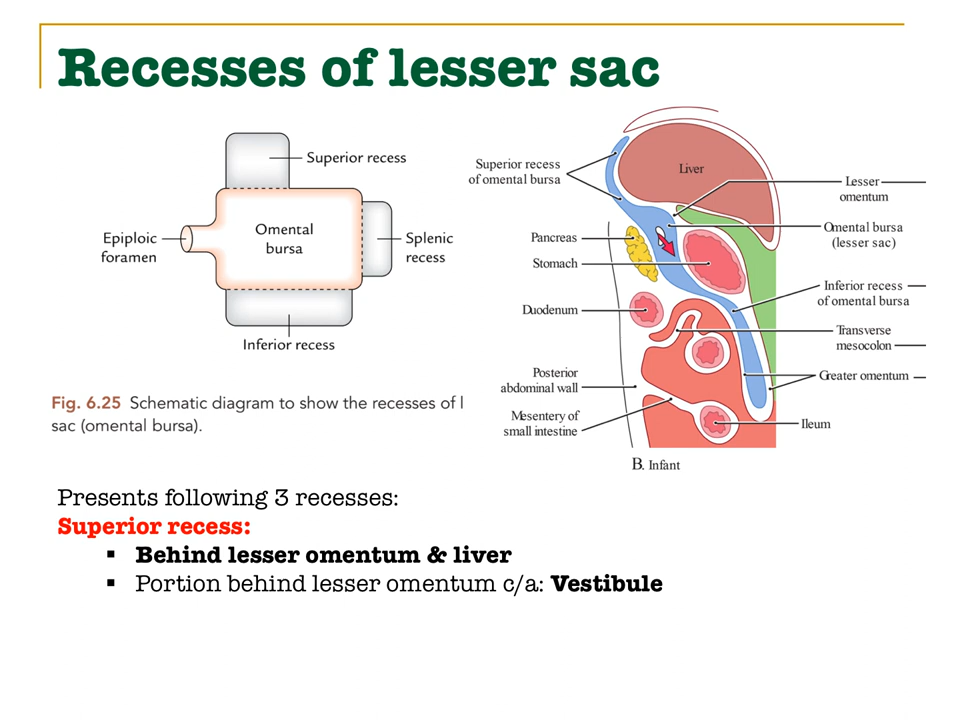 Recesses of lesser sac
Superior recess
Omental
bursa
Epiploic
foramen
Splenic
recess
Inferior recess
Fig. 6.25 Schematic diagram to show the recesses of l
sac (omental bursa).
Superior recess
of omental bursa
Liver
Lesser
omentum
Pancreas
Omental bursa
(lesser sac)
Stomach
Inferior recess
of omental bursa
Duodenum
Transverse
mesocolon
Posterior
abdominal wall
Greater omentum
Mesentery of
small intestine
Ileum
B. Infant
Presents following 3 recesses:
Superior recess:
▪ Behind lesser omentum & liver
▪ Portion behind lesser omentum c/a: Vestibule